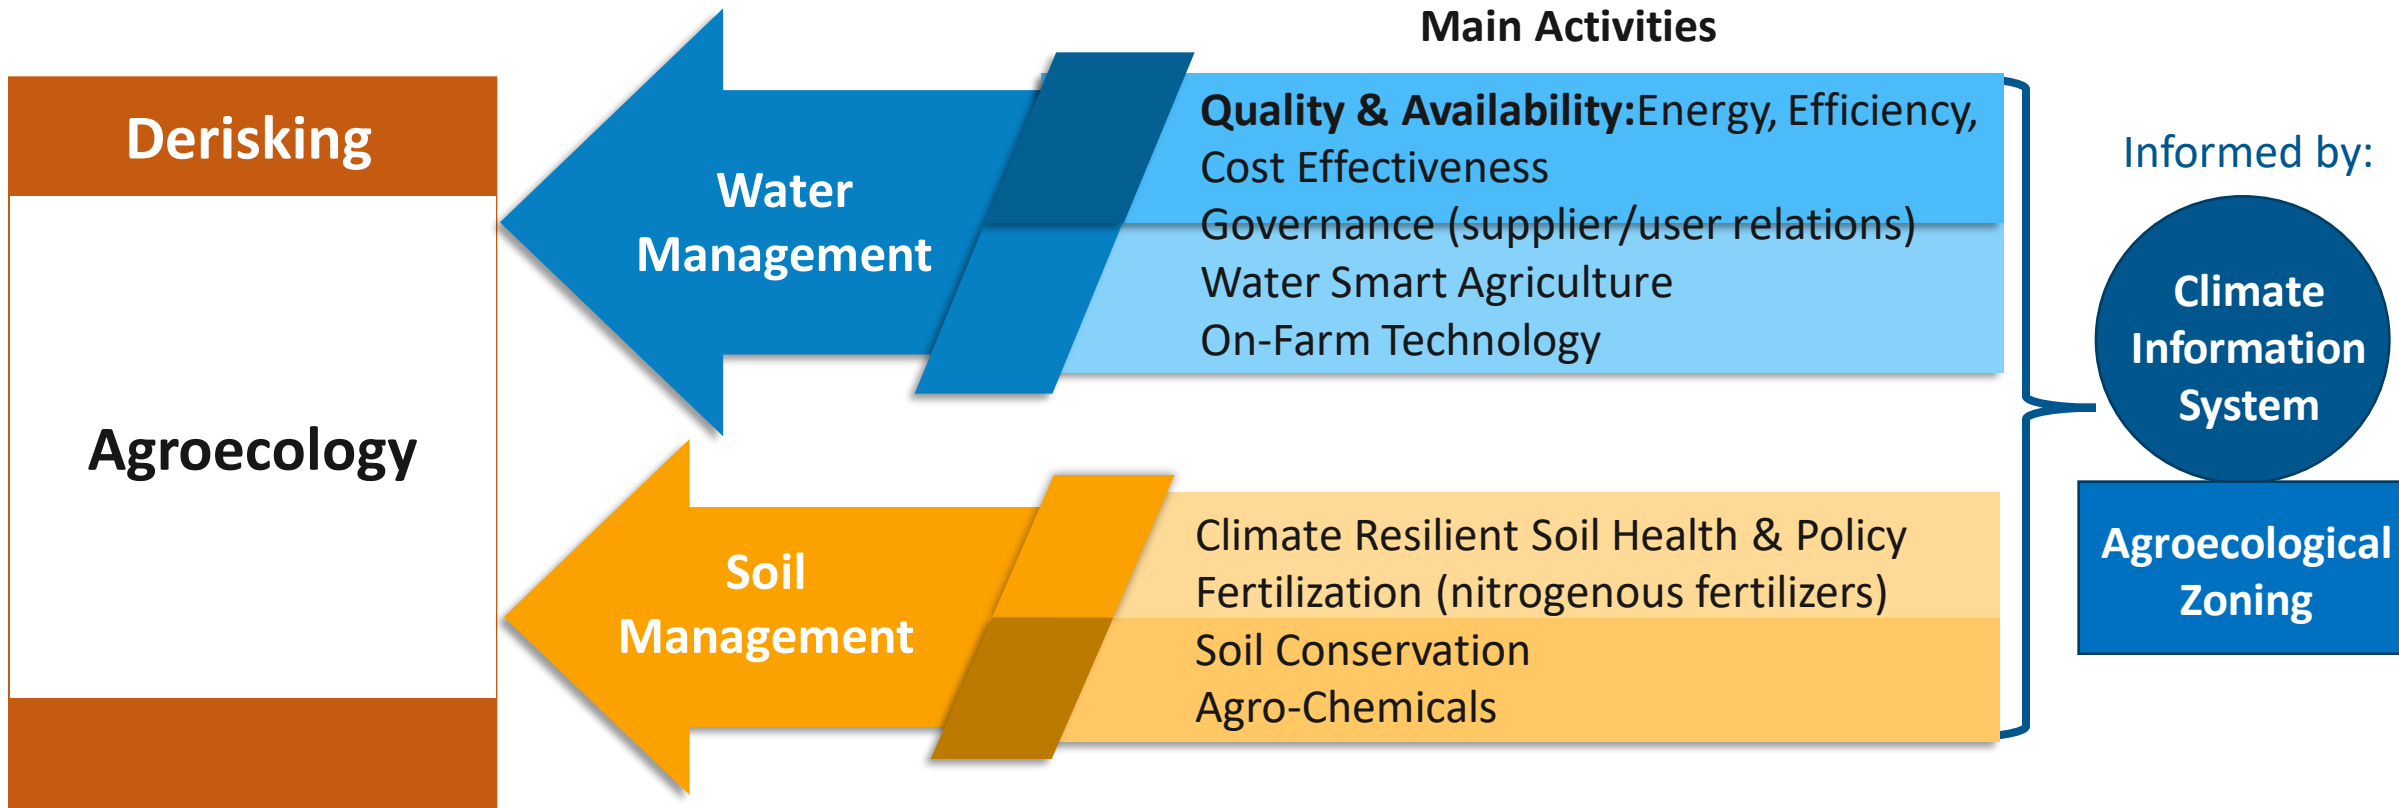 Main Activities
Derisking
Agroecology
Water
Management
Quality & Availability:Energy, Efficiency,
Cost Effectiveness
Governance (supplier/user relations)
Water Smart Agriculture
On-Farm Technology
Soil
Management
Climate Resilient Soil Health & Policy
Fertilization (nitrogenous fertilizers)
Soil Conservation
Agro-Chemicals
Informed by:
Climate
Information
System
Agroecological
Zoning